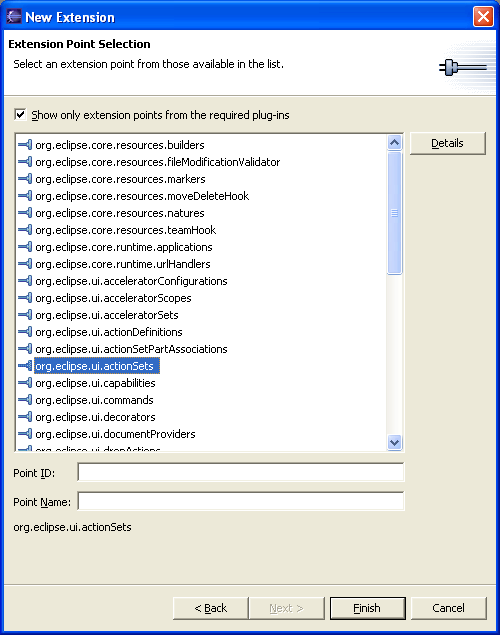 New Extension
Extension Point Selection
Select an extension point from those available in the list.
Show only extension points from the required plug-ins
org.eclipse.core.resources.builders
Details
org.eclipse.core.resources.fileModificationValidator
org.eclipse.core.resources.markers
org.eclipse.core.resources.moveDeleteHook
org.eclipse.core.resources.natures
org.eclipse.core.resources.teamHook
org.eclipse.core.runtime.applications
org.eclipse.core.runtime.urlHandlers
org.eclipse.ui.acceleratorConfigurations
org.eclipse.ui.acceleratorScopes
org.eclipse.ui.acceleratorSets
org.eclipse.ui.actionDefinitions
org.eclipse.ui.actionSetPartAssociations
org.eclipse.ui.actionSets
org.eclipse.ui.capabilities
org.eclipse.ui.commands
org.eclipse.ui.decorators
org.eclipse.ui.documentProviders
org.eclipse.ui.dropActions
Point ID:
Point Name:
org.eclipse.ui.actionSets
< Back Next > Finish Cancel